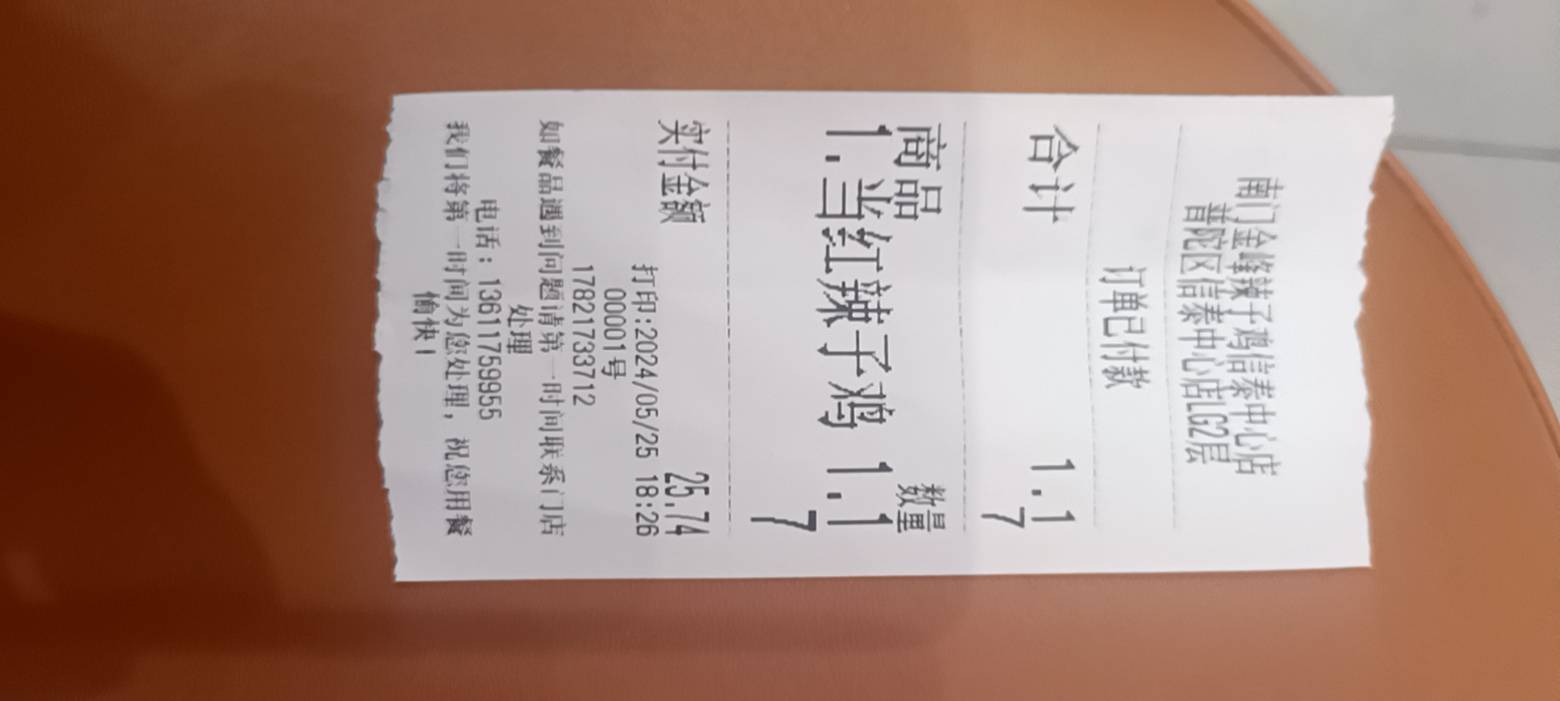 南门金峰辣子鸡信泰中心店
普陀区信泰中心店LG2层
订单已付款
合计 1.1
7
商品 数量
1.当红辣子鸡 1.1
7
实付金额 25.74
打印:2024/05/25 18:26
00001号
17821733712
如餐品遇到问题请第一时间联系门店
处理
电话：13611759955
我们将第一时间为您处理，祝您用餐
愉快！